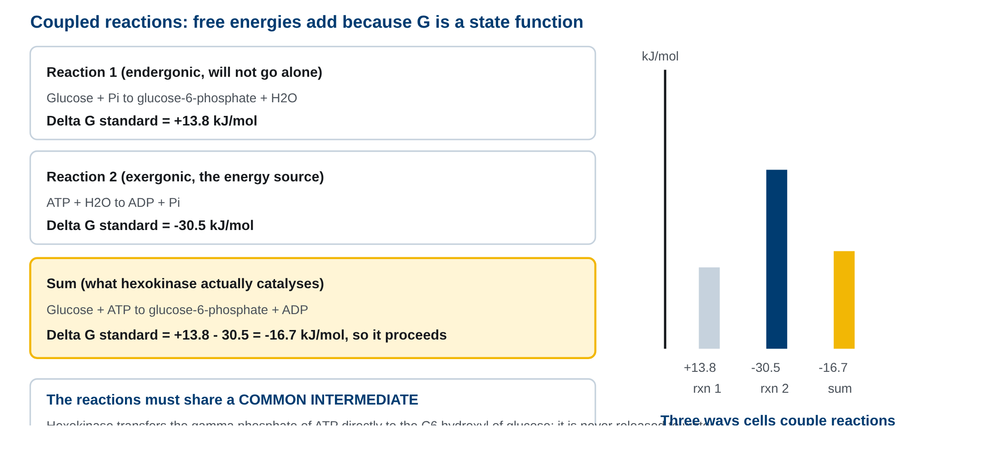 Coupled reactions: free energies add because G is a state function
Reaction 1 (endergonic, will not go alone)
Glucose + Pi to glucose-6-phosphate + H2O
Delta G standard = +13.8 kJ/mol
Reaction 2 (exergonic, the energy source)
ATP + H2O to ADP + Pi
Delta G standard = -30.5 kJ/mol
Sum (what hexokinase actually catalyses)
Glucose + ATP to glucose-6-phosphate + ADP
Delta G standard = +13.8 - 30.5 = -16.7 kJ/mol, so it proceeds
The reactions must share a COMMON INTERMEDIATE
Hexokinase transfers the gamma phosphate of ATP directly to the C6 hydroxyl of glucose; it is never released to
kJ/mol
+13.8
-30.5
-16.7
rxn 1
rxn 2
sum
Three ways cells couple reactions